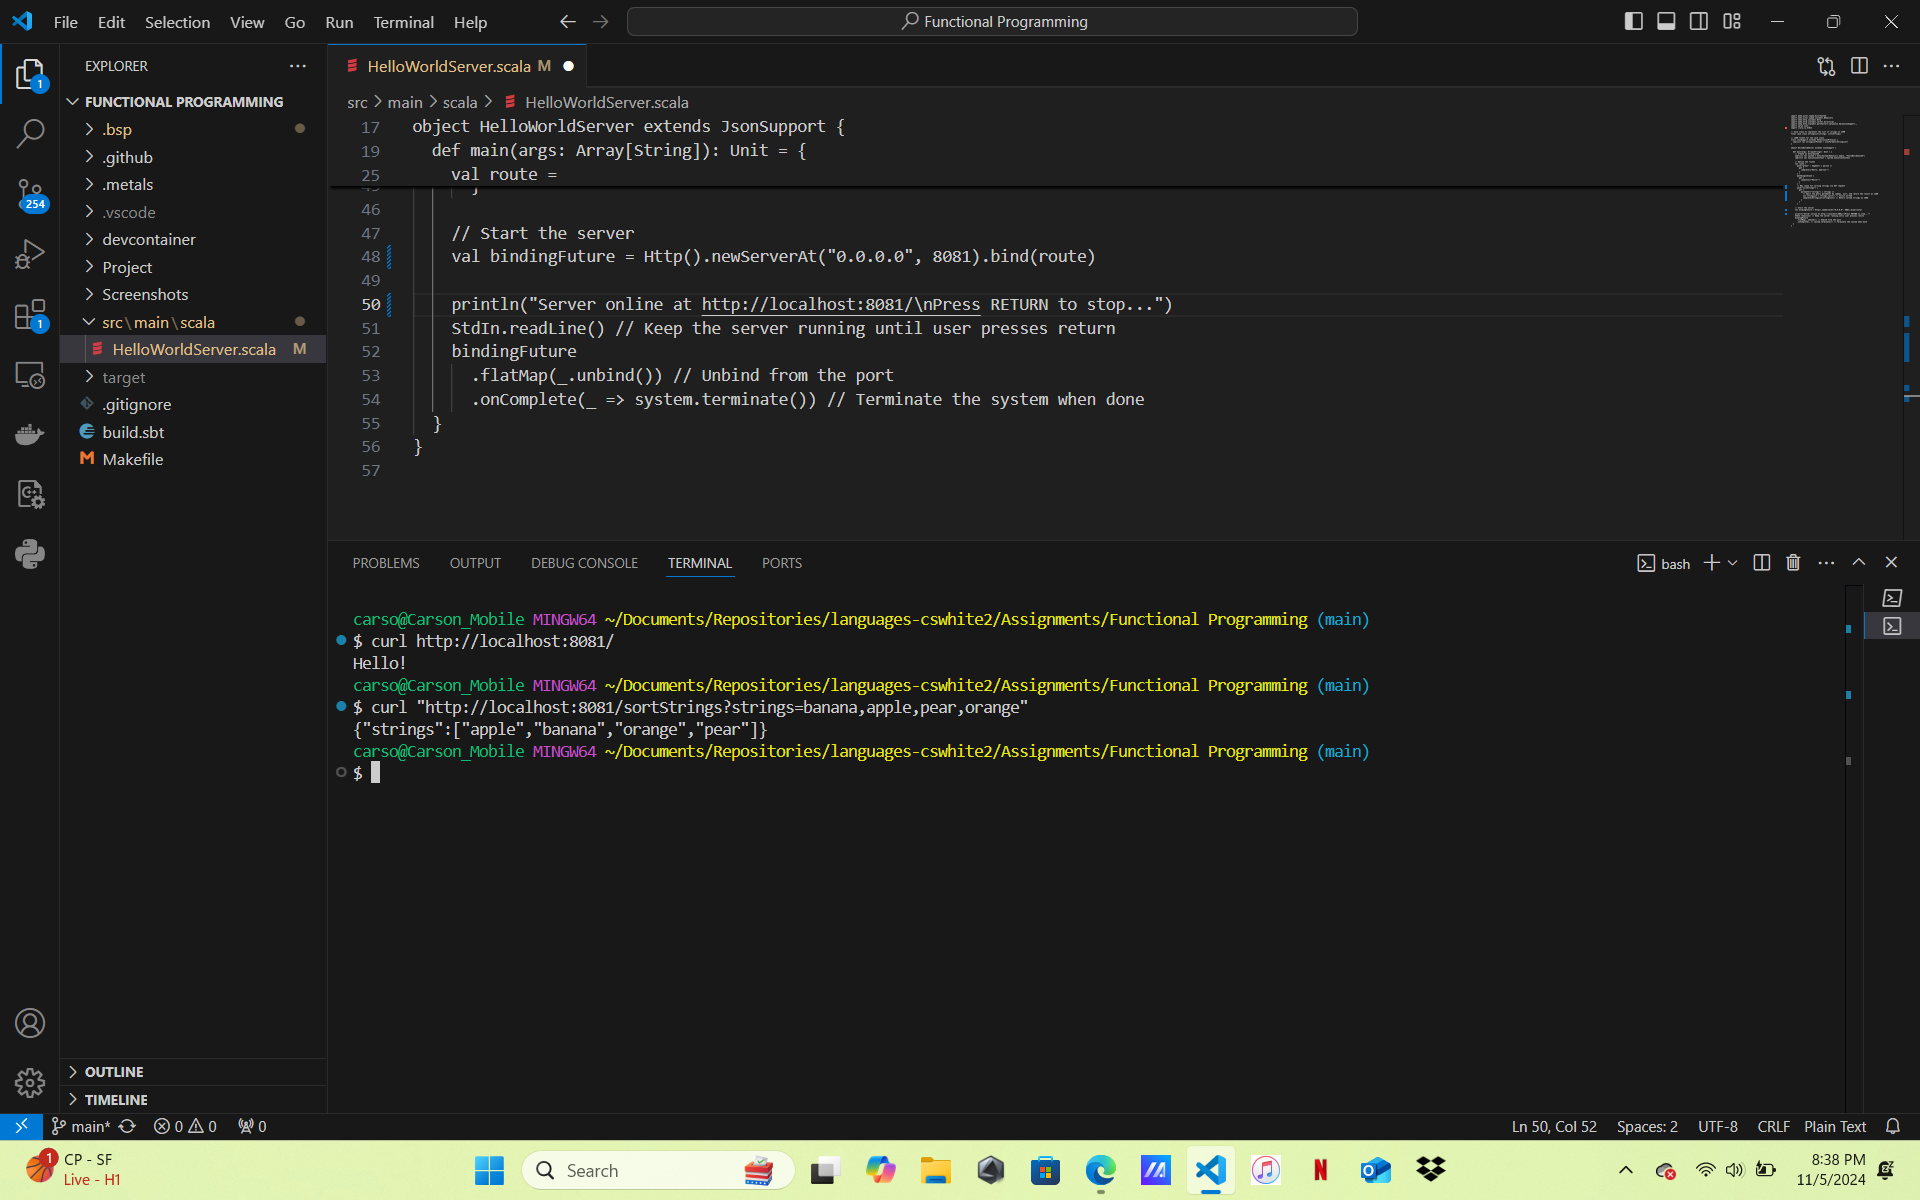 File Edit Selection View Go Run Terminal Help
Functional Programming
EXPLORER
FUNCTIONAL PROGRAMMING
.bsp
.github
.metals
.vscode
devcontainer
Project
Screenshots
src\main\scala
HelloWorldServer.scala M
target
.gitignore
build.sbt
Makefile
OUTLINE
TIMELINE
1
254
1
HelloWorldServer.scala M
src > main > scala > HelloWorldServer.scala
17 object HelloWorldServer extends JsonSupport {
19 def main(args: Array[String]): Unit = {
25 val route =
46
47 // Start the server
48 val bindingFuture = Http().newServerAt("0.0.0.0", 8081).bind(route)
49
50 println("Server online at http://localhost:8081/\nPress RETURN to stop...")
51 StdIn.readLine() // Keep the server running until user presses return
52 bindingFuture
53 .flatMap(_.unbind()) // Unbind from the port
54 .onComplete(_ => system.terminate()) // Terminate the system when done
55 }
56 }
57
PROBLEMS OUTPUT DEBUG CONSOLE TERMINAL PORTS
bash
carso@Carson_Mobile MINGW64 ~/Documents/Repositories/languages-cswhite2/Assignments/Functional Programming (main)
$ curl http://localhost:8081/
Hello!
carso@Carson_Mobile MINGW64 ~/Documents/Repositories/languages-cswhite2/Assignments/Functional Programming (main)
$ curl "http://localhost:8081/sortStrings?strings=banana,apple,pear,orange"
{"strings":["apple","banana","orange","pear"]}
carso@Carson_Mobile MINGW64 ~/Documents/Repositories/languages-cswhite2/Assignments/Functional Programming (main)
$
main* 0 0 0
Ln 50, Col 52 Spaces: 2 UTF-8 CRLF Plain Text
1
CP - SF
Live - H1
Search
8:38 PM
11/5/2024